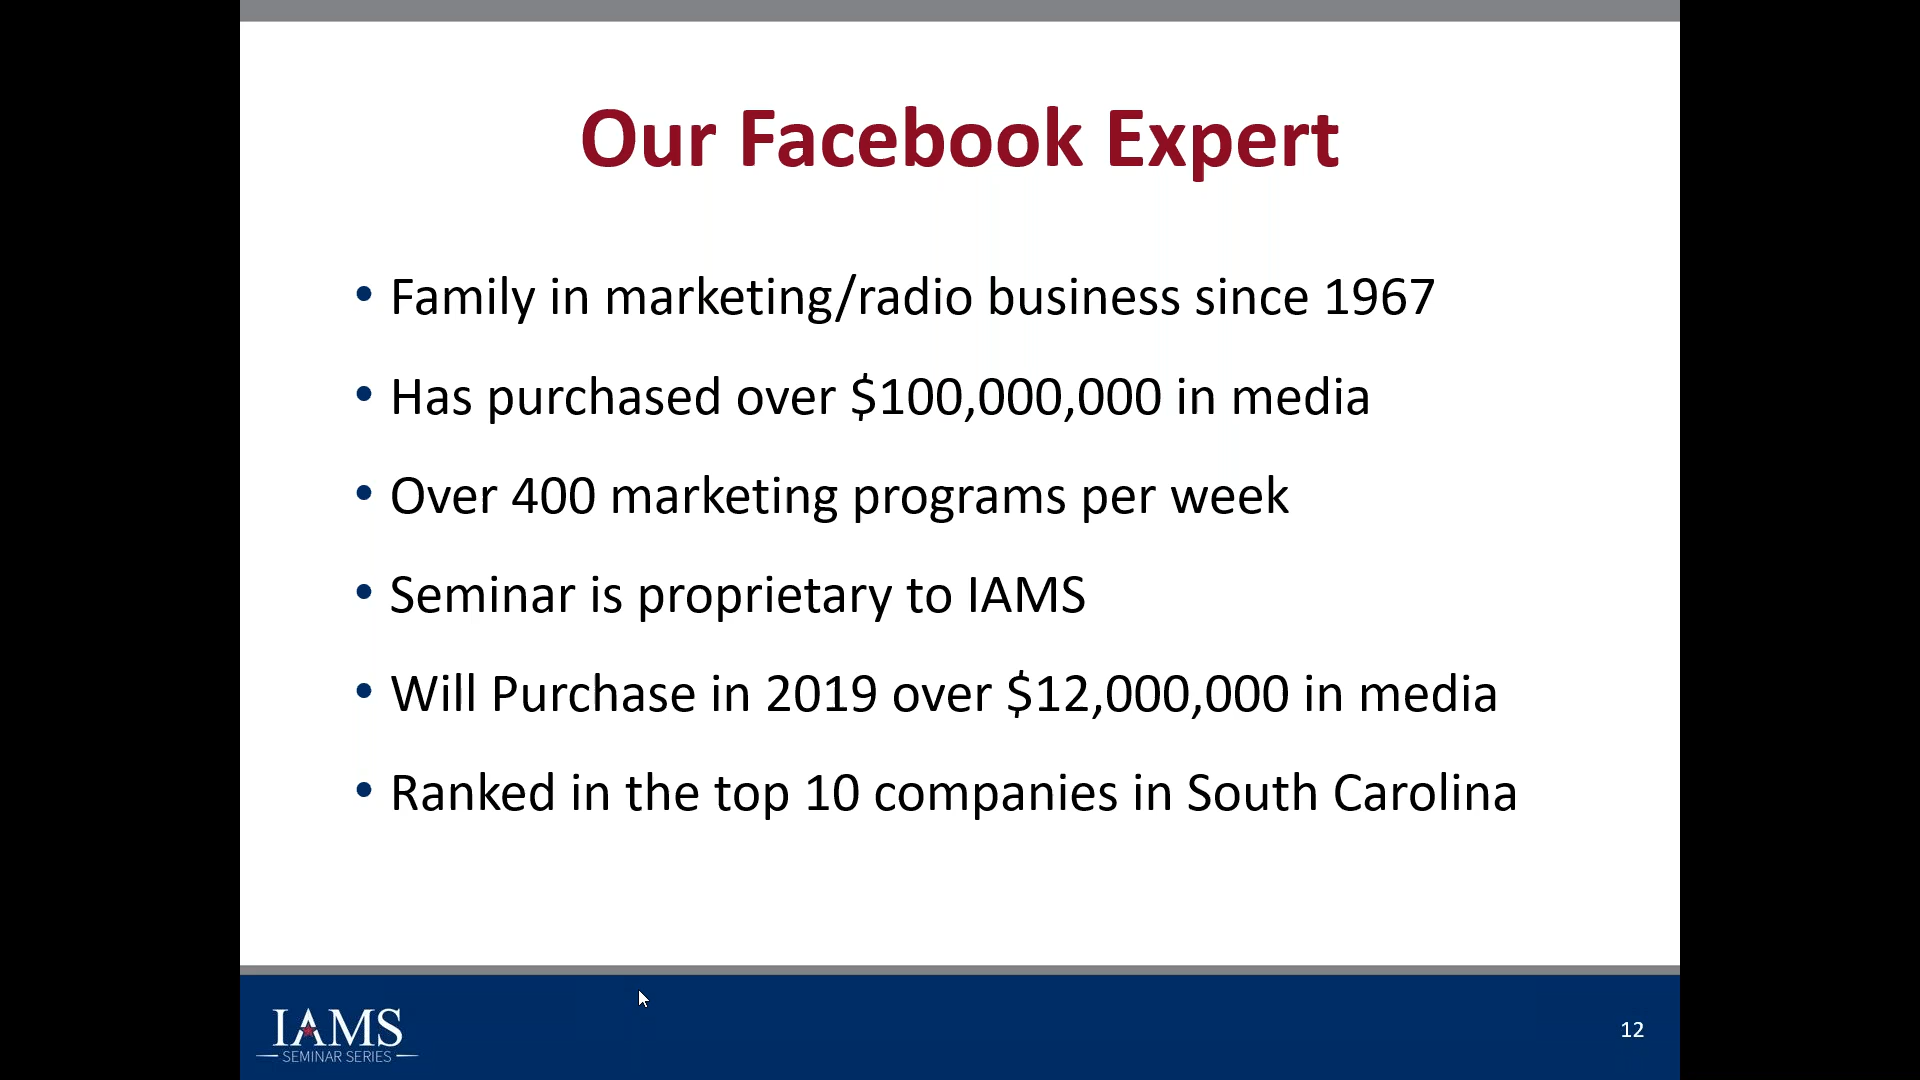 Our Facebook Expert
• Family in marketing/radio business since 1967
• Has purchased over $100,000,000 in media
• Over 400 marketing programs per week
• Seminar is proprietary to IAMS
• Will Purchase in 2019 over $12,000,000 in media
• Ranked in the top 10 companies in South Carolina
IAMS
SEMINAR SERIES
12